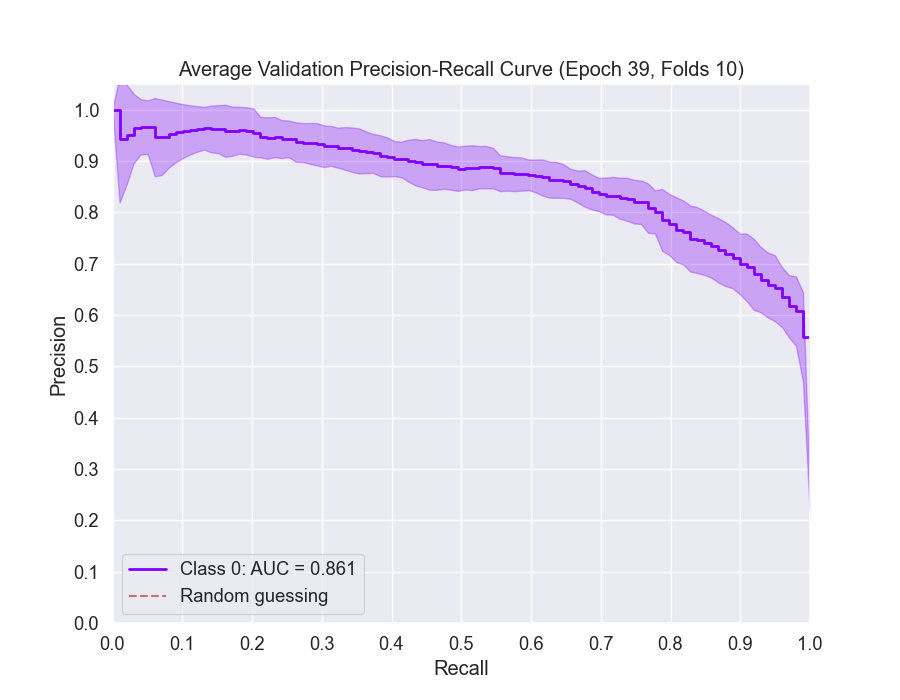 Average Validation Precision-Recall Curve (Epoch 39, Folds 10)
1.0
0.9
0.8
0.7
0.6
0.5
0.4
0.3
0.2
0.1
0.0
Precision
Class 0: AUC = 0.861
Random guessing
0.0 0.1 0.2 0.3 0.4 0.5 0.6 0.7 0.8 0.9 1.0
Recall